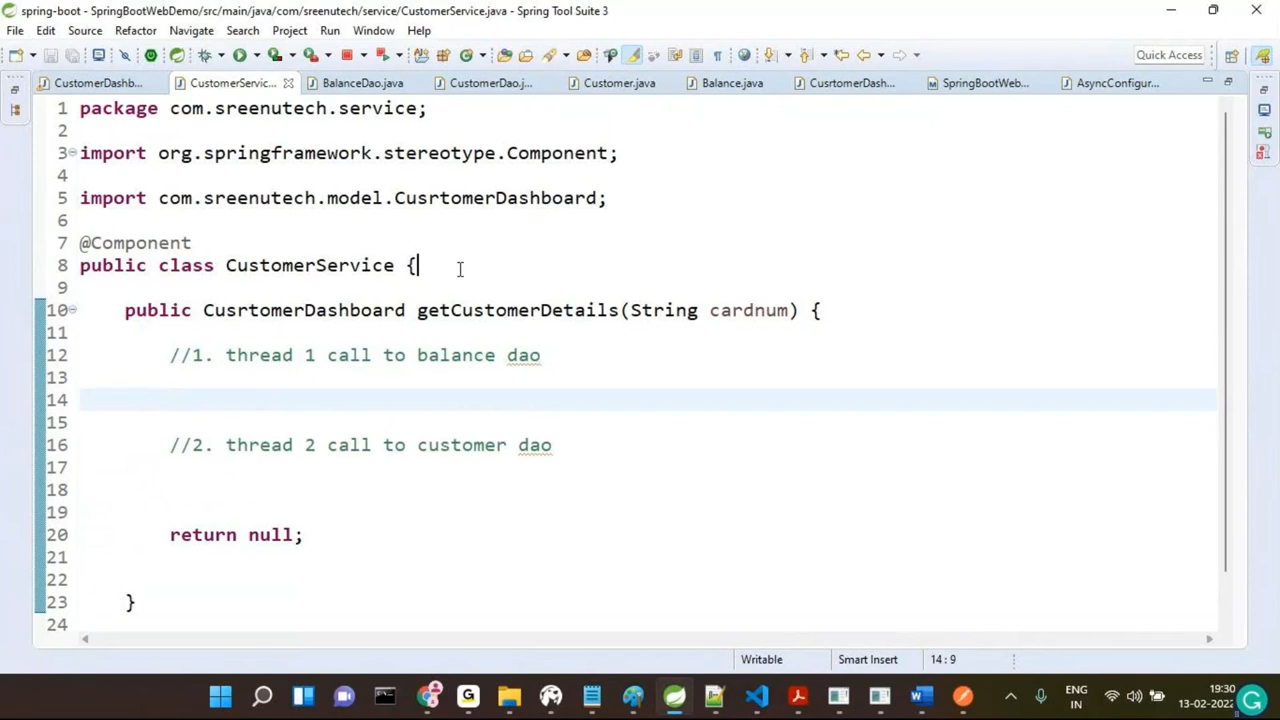 spring-boot - SpringBootWebDemo/src/main/java/com/sreenutech/service/CustomerService.java - Spring Tool Suite 3
File Edit Source Refactor Navigate Search Project Run Window Help
Quick Access
CustomerDashb... CustomerServic... BalanceDao.java CustomerDao.j... Customer.java Balance.java CusrtomerDash... SpringBootWeb... AsyncConfigur...
1 package com.sreenutech.service;
2
3 import org.springframework.stereotype.Component;
4
5 import com.sreenutech.model.CusrtomerDashboard;
6
7 @Component
8 public class CustomerService {
9
10 public CusrtomerDashboard getCustomerDetails(String cardnum) {
11
12 //1. thread 1 call to balance dao
13
14
15
16 //2. thread 2 call to customer dao
17
18
19
20 return null;
21
22
23 }
24
Writable Smart Insert 14 : 9
ENG 19:30
IN 13-02-2022